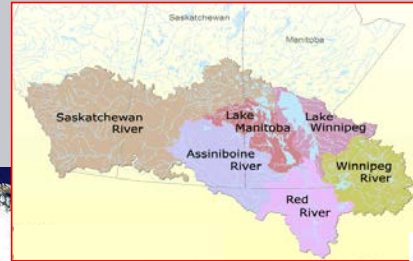 Saskatchewan
Manitoba
Saskatchewan
River
Lake
Manitoba
Lake
Winnipeg
Assiniboine
River
Winnipeg
River
Red
River